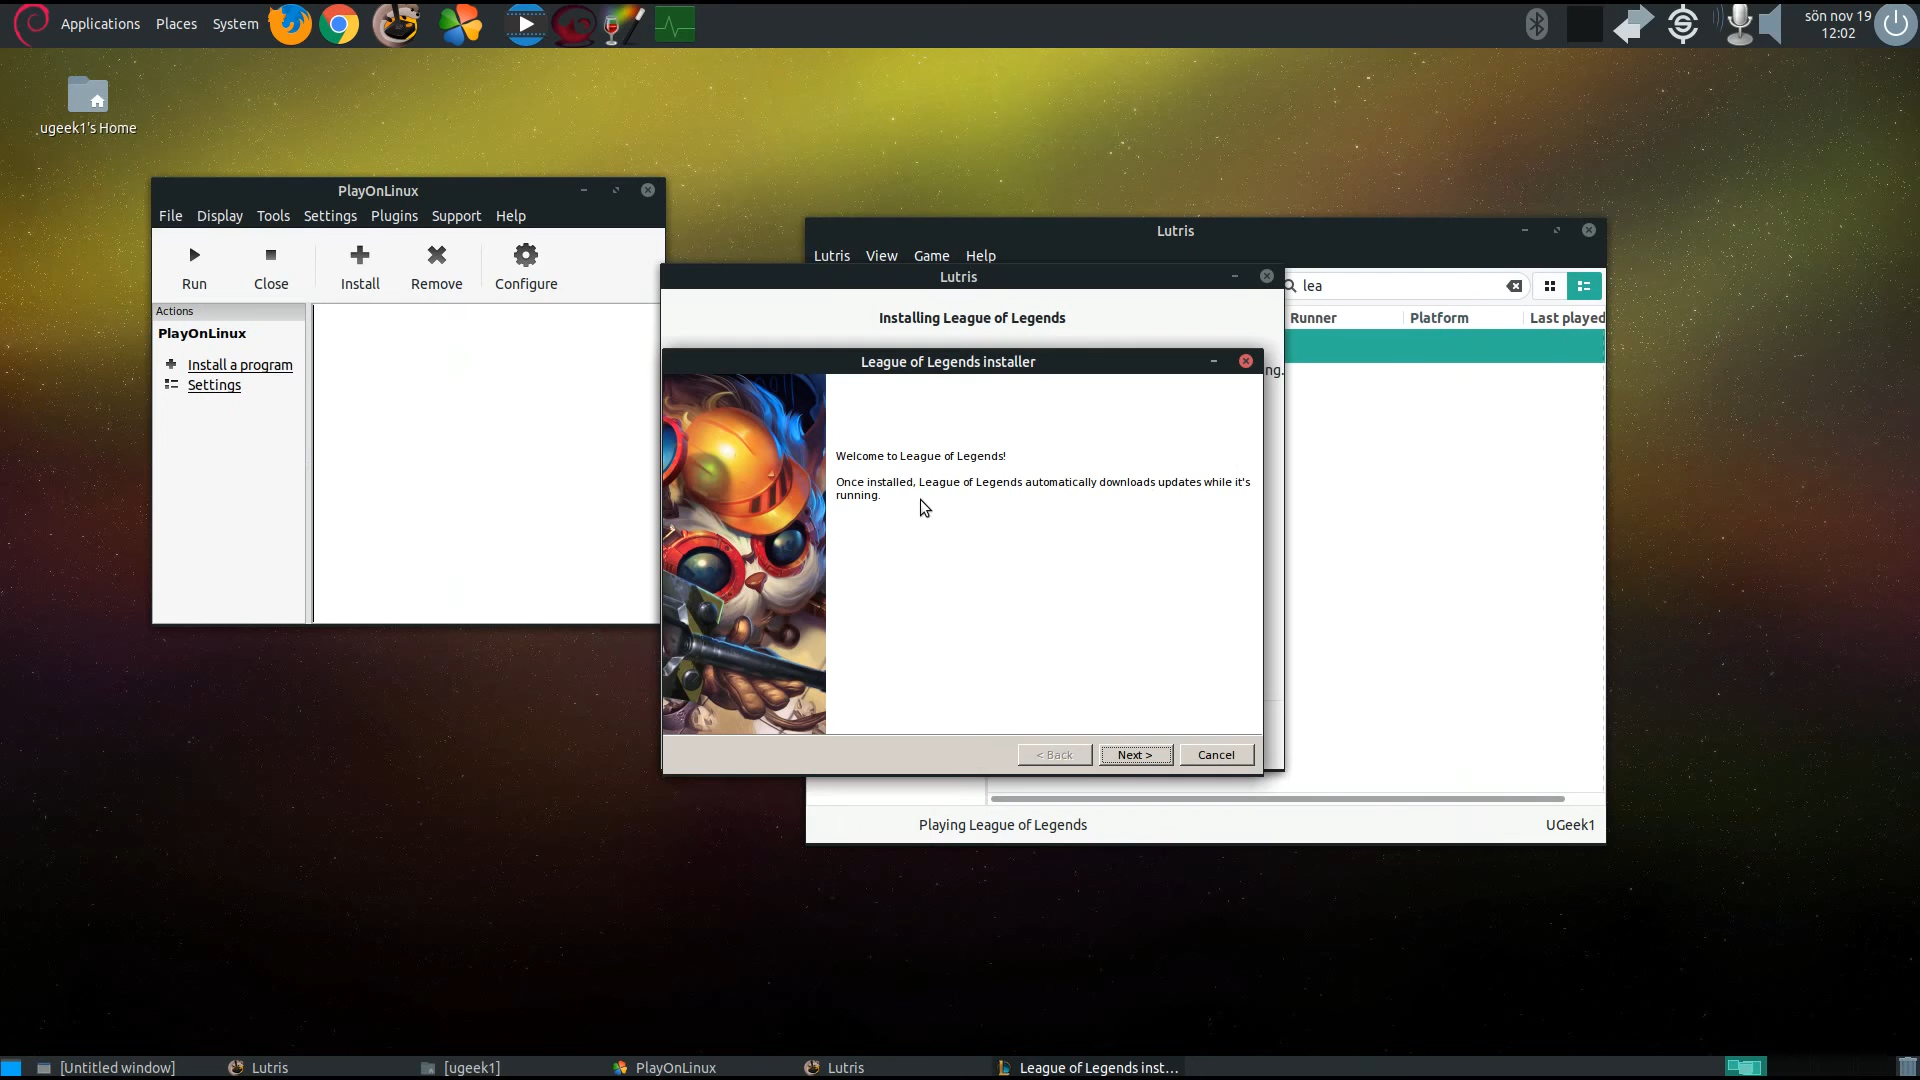 Applications Places System
sön nov 19
12:02
ugeek1's Home
PlayOnLinux
File Display Tools Settings Plugins Support Help
Run Close Install Remove Configure
Actions
PlayOnLinux
Install a program
Settings
Lutris
Lutris View Game Help
lea
Runner Platform Last played
Lutris
Installing League of Legends
ng.
League of Legends installer
Welcome to League of Legends!
Once installed, League of Legends automatically downloads updates while it's
running.
< Back Next > Cancel
Playing League of Legends UGeek1
[Untitled window] Lutris [ugeek1] PlayOnLinux Lutris League of Legends inst...